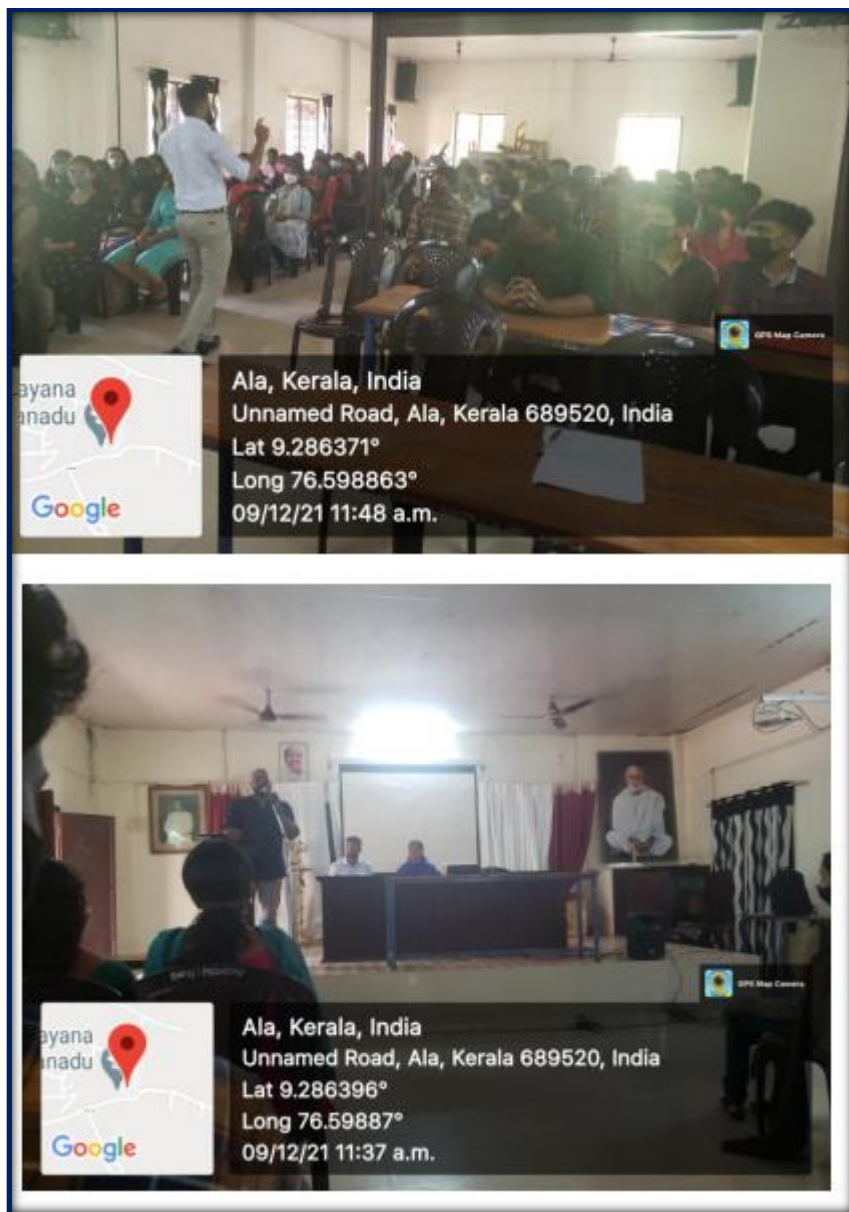 GPS Map Camera
ayana
anadu
Google
Ala, Kerala, India
Unnamed Road, Ala, Kerala 689520, India
Lat 9.286371°
Long 76.598863°
09/12/21 11:48 a.m.
GPS Map Camera
ayana
nadu
Google
Ala, Kerala, India
Unnamed Road, Ala, Kerala 689520, India
Lat 9.286396°
Long 76.59887°
09/12/21 11:37 a.m.